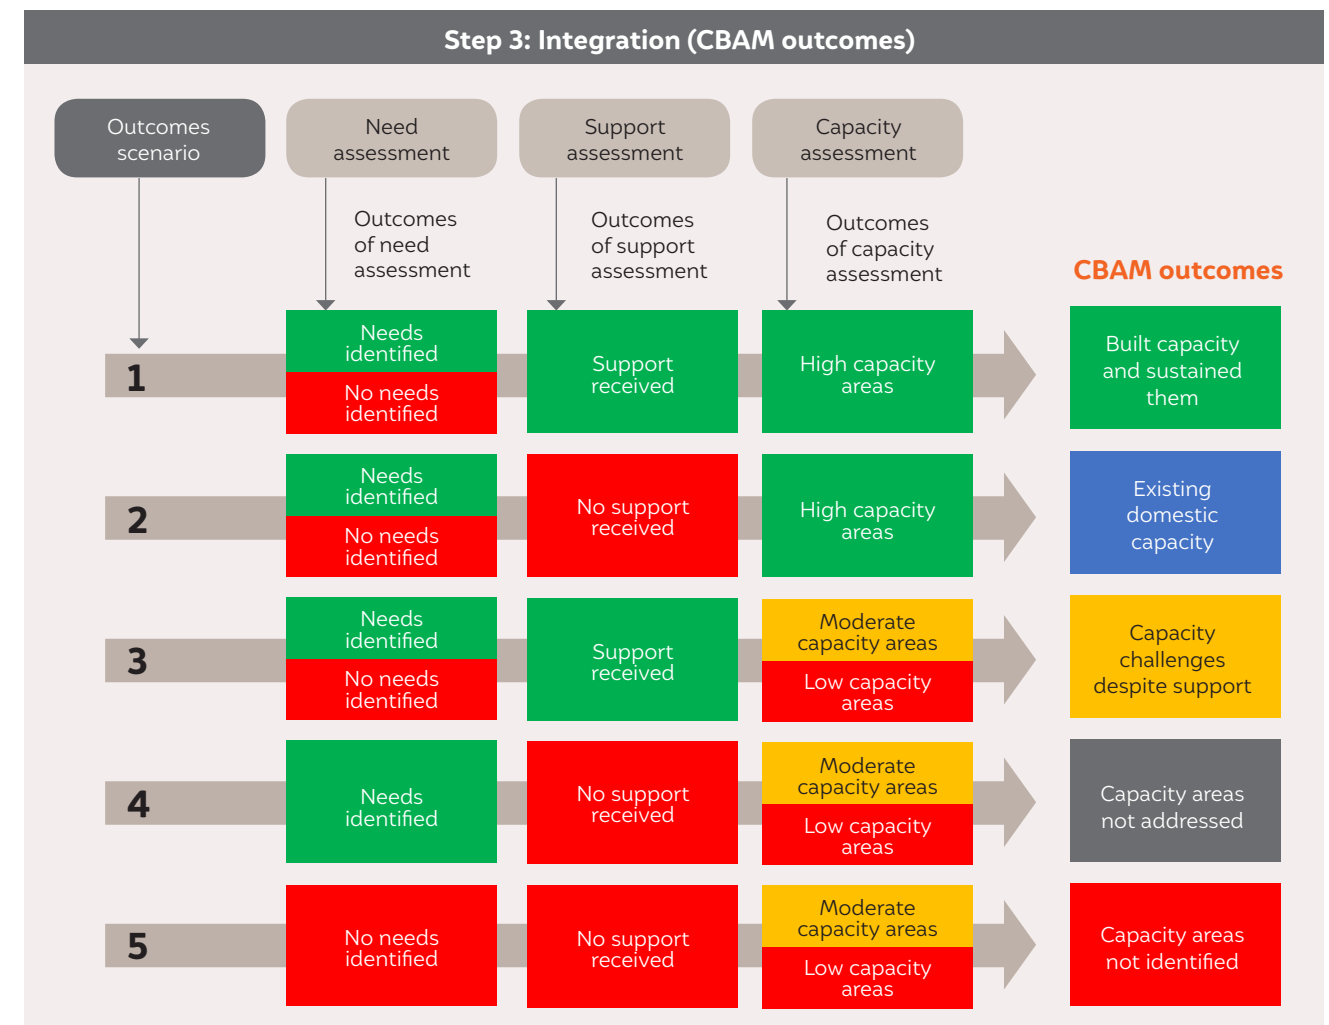 Step 3: Integration (CBAM outcomes)
Outcomes
scenario
Need
assessment
Support
assessment
Capacity
assessment
Outcomes
of need
assessment
Outcomes
of support
assessment
Outcomes
of capacity
assessment
CBAM outcomes
1
Needs
identified
No needs
identified
Support
received
High capacity
areas
Built capacity
and sustained
them
2
Needs
identified
No needs
identified
No support
received
High capacity
areas
Existing
domestic
capacity
3
Needs
identified
No needs
identified
Support
received
Moderate
capacity areas
Low capacity
areas
Capacity
challenges
despite support
4
Needs
identified
No support
received
Moderate
capacity areas
Low capacity
areas
Capacity areas
not addressed
5
No needs
identified
No support
received
Moderate
capacity areas
Low capacity
areas
Capacity areas
not identified